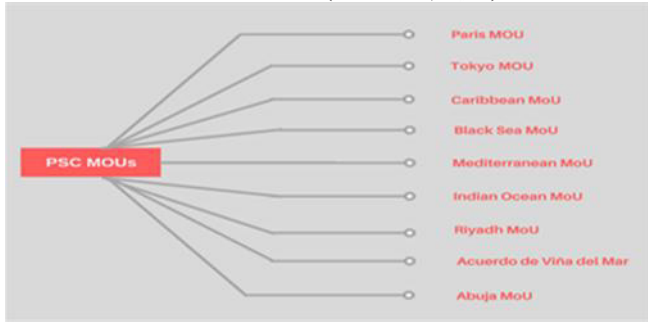 Paris MOU
Tokyo MOU
Caribbean MoU
Black Sea MoU
PSC MOUs
Mediterranean MoU
Indian Ocean MoU
Riyadh MoU
Acuerdo de Viña del Mar
Abuja MoU